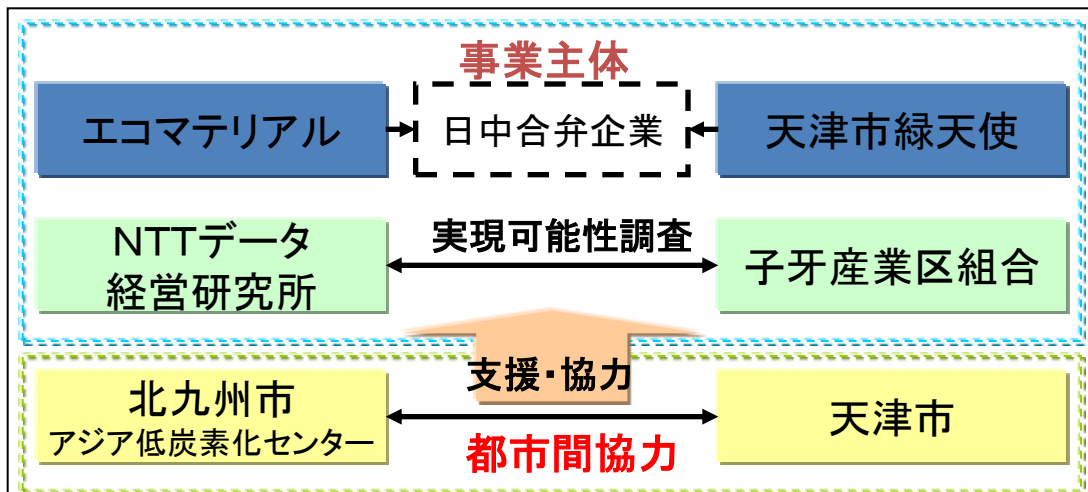 事業主体
エコマテリアル
日中合弁企業
天津市緑天使
NTTデータ
経営研究所
実現可能性調査
子牙産業区組合
支援・協力
北九州市
アジア低炭素化センター
天津市
都市間協力